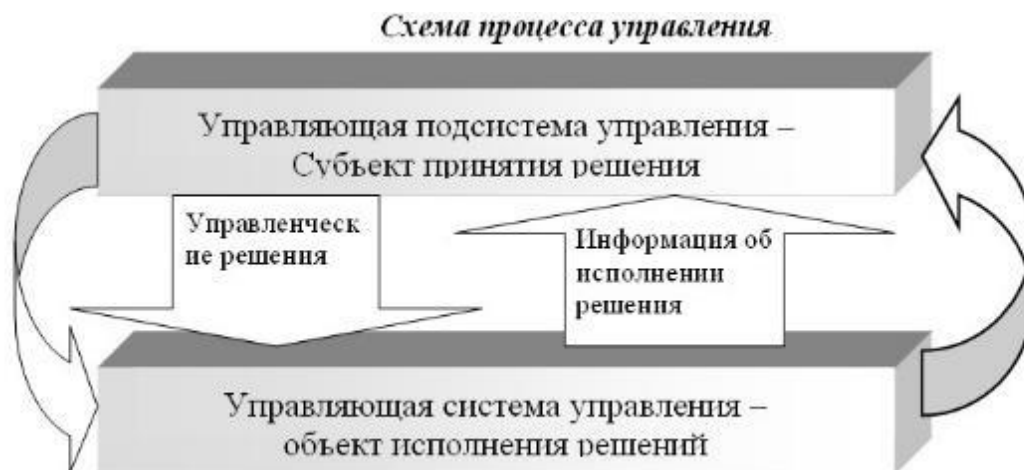 Схема процесса управления
Управляющая подсистема управления –
Субъект принятия решения
Управленческ
ие решения
Информация об
исполнении
решения
Управляющая система управления –
объект исполнения решений